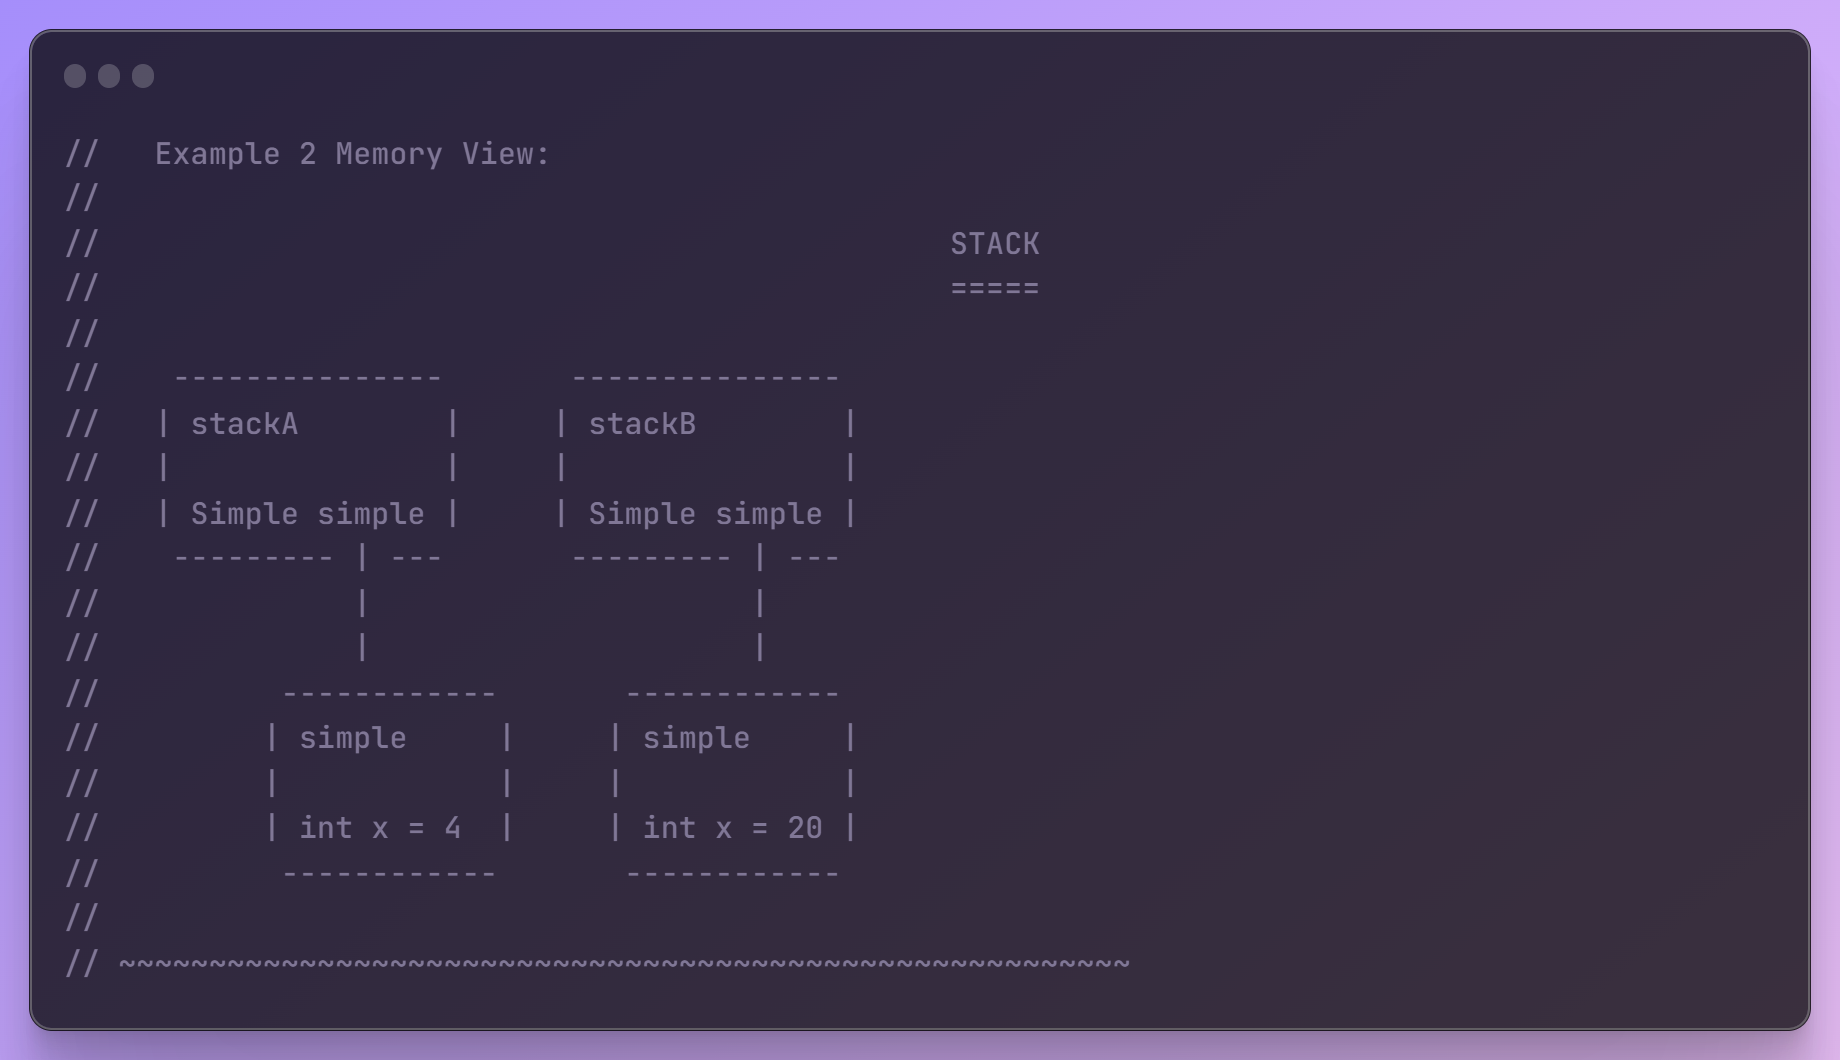 //   Example 2 Memory View:
//
//                                               STACK
//                                               =====
//
//    ---------------       ---------------
//   | stackA        |     | stackB        |
//   |               |     |               |
//   | Simple simple |     | Simple simple |
//    --------- | ---       --------- | ---
//              |                     |
//              |                     |
//          ------------       ------------
//         | simple     |     | simple     |
//         |            |     |            |
//         | int x = 4  |     | int x = 20 |
//          ------------       ------------
//
// ~~~~~~~~~~~~~~~~~~~~~~~~~~~~~~~~~~~~~~~~~~~~~~~~~~~~~~~~